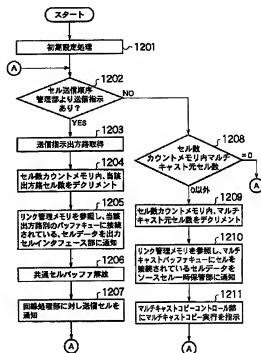 スタート
初期設定処理
1201
A
1202
セル送信順序
管理部より送信指示
あり?
NO
YES
1203
送信指示出方路取得
1204
セル数カウントメモリ内、当該
出方路セル数をデクリメント
1205
リンク管理メモリを参照し、当該出
方路別のバッファキューに接続
されている、セルデータを出力
セルインタフェース部に通知
1206
共通セルバッファ解放
1207
回線処理部に対し送信セルを
通知
A
1208
セル数
カウントメモリ内マルチ
キャスト元セル数
=0
A
0以外
1209
セル数カウントメモリ内、マルチ
キャスト元セル数をデクリメント
1210
リンク管理メモリを参照し、マルチ
キャストバッファキューにセルを
接続されているセルデータを
ソースセル一時保管部に通知
1211
マルチキャストコピーコントロール部
にマルチキャストコピー実行を指示
A